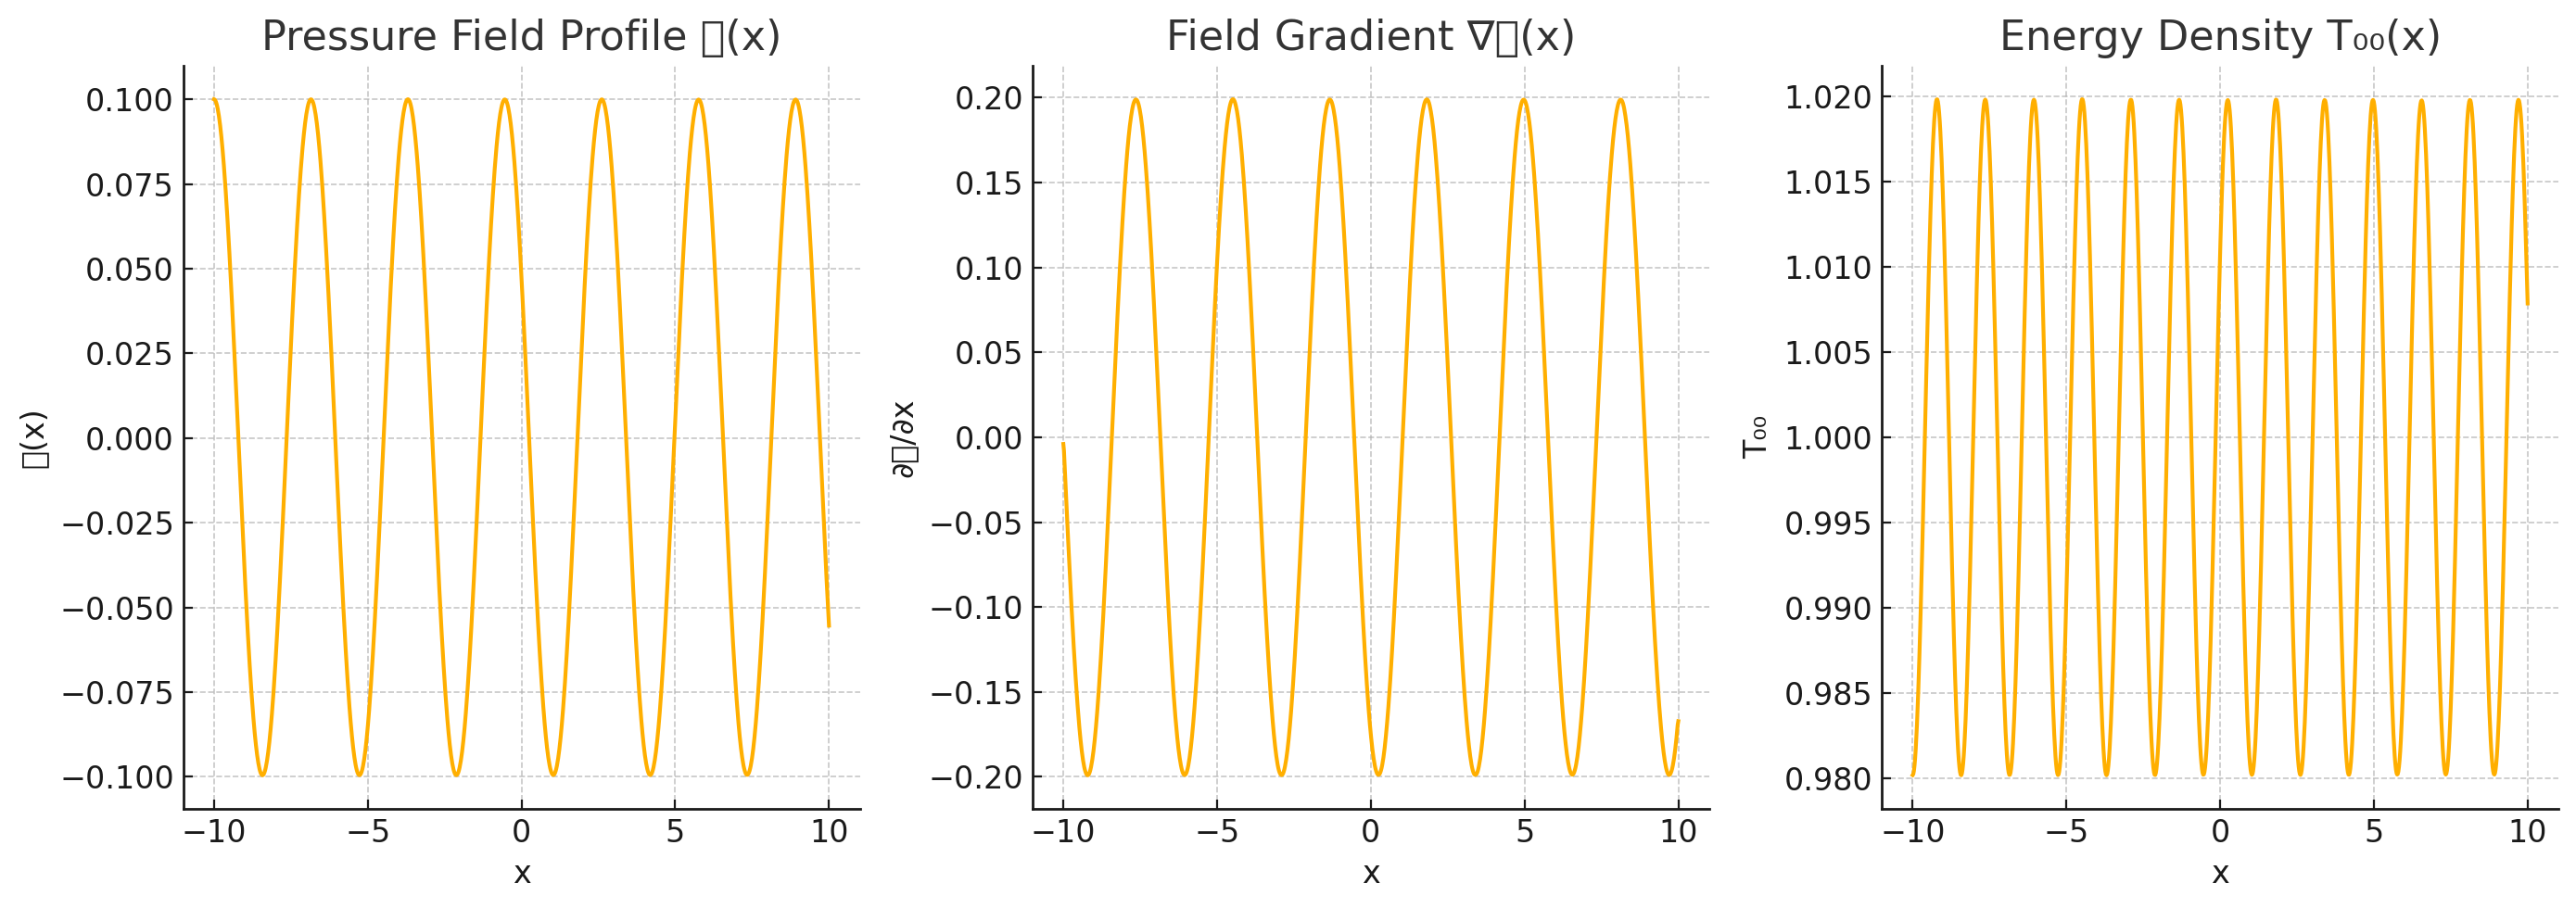 Pressure Field Profile (x)
0.100
0.075
0.050
0.025
0.000
−0.025
−0.050
−0.075
−0.100
(x)
−10 −5 0 5 10
x
Field Gradient ∇(x)
0.20
0.15
0.10
0.05
0.00
−0.05
−0.10
−0.15
−0.20
∂/∂x
−10 −5 0 5 10
x
Energy Density T₀₀(x)
1.020
1.015
1.010
1.005
1.000
0.995
0.990
0.985
0.980
T₀₀
−10 −5 0 5 10
x